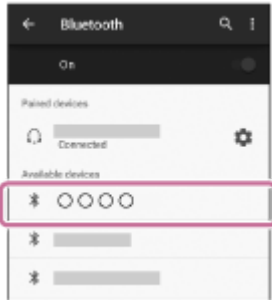 Bluetooth
On
Paired devices
Connected
Available devices
○○○○